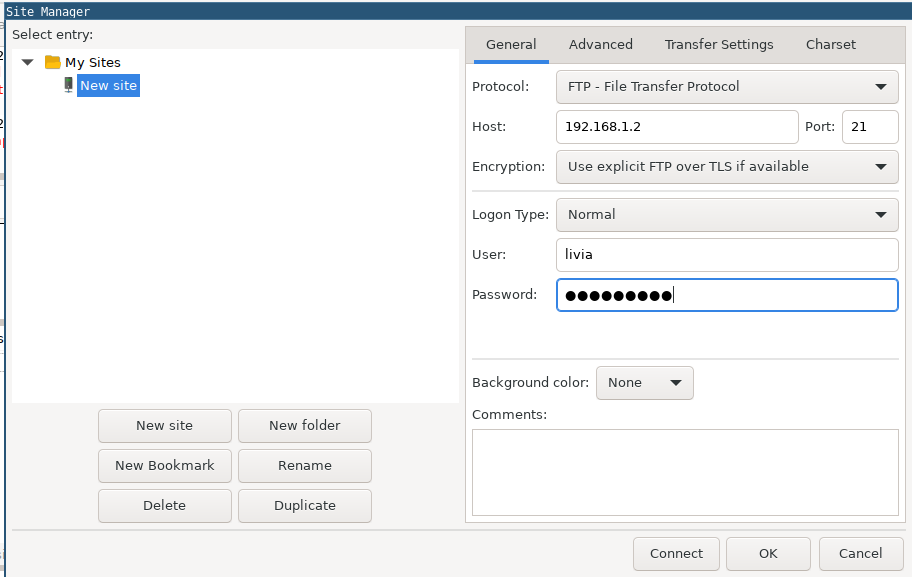 Site Manager
Select entry:
My Sites
New site
New site
New folder
New Bookmark
Rename
Delete
Duplicate
General
Advanced
Transfer Settings
Charset
Protocol:
FTP - File Transfer Protocol
Host:
192.168.1.2
Port:
21
Encryption:
Use explicit FTP over TLS if available
Logon Type:
Normal
User:
livia
Password:
●●●●●●●●●
Background color:
None
Comments:
Connect
OK
Cancel